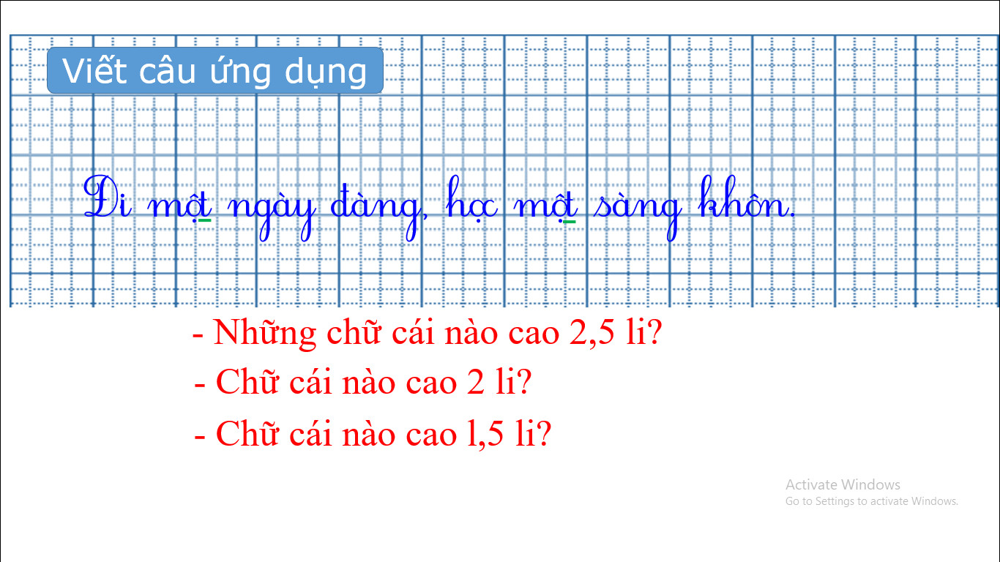 Viết câu ứng dụng
Đi một ngày đàng, học một sàng khôn.
- Những chữ cái nào cao 2,5 li?
- Chữ cái nào cao 2 li?
- Chữ cái nào cao l,5 li?
Activate Windows
Go to Settings to activate Windows.